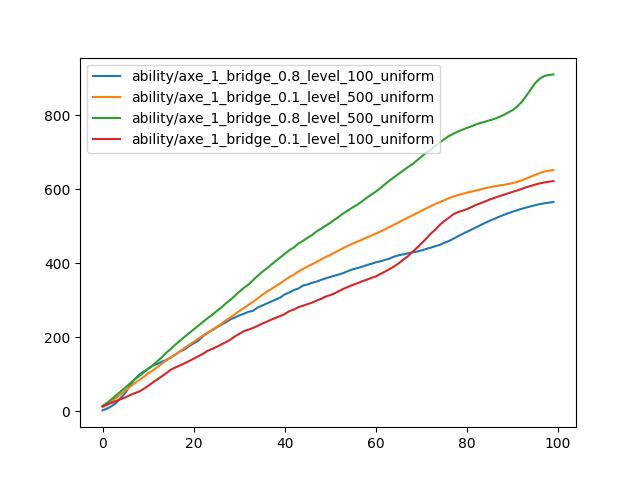 ability/axe_1_bridge_0.8_level_100_uniform
ability/axe_1_bridge_0.1_level_500_uniform
ability/axe_1_bridge_0.8_level_500_uniform
ability/axe_1_bridge_0.1_level_100_uniform
800
600
400
200
0
0 20 40 60 80 100